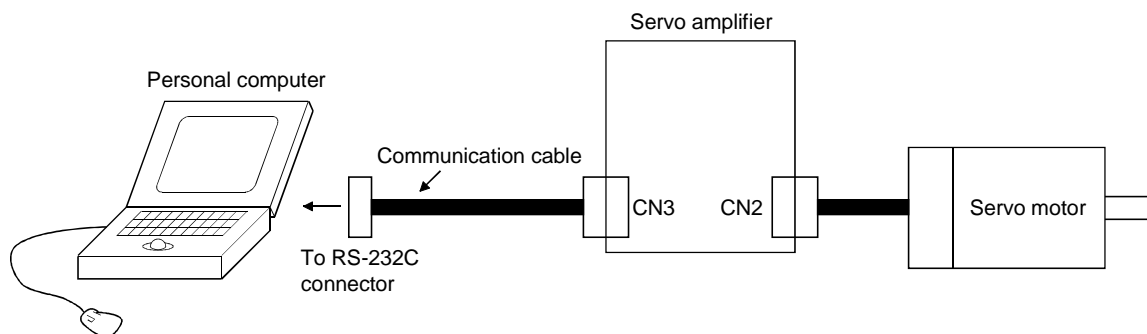 Servo amplifier
Personal computer
Communication cable
CN3
CN2
Servo motor
To RS-232C
connector